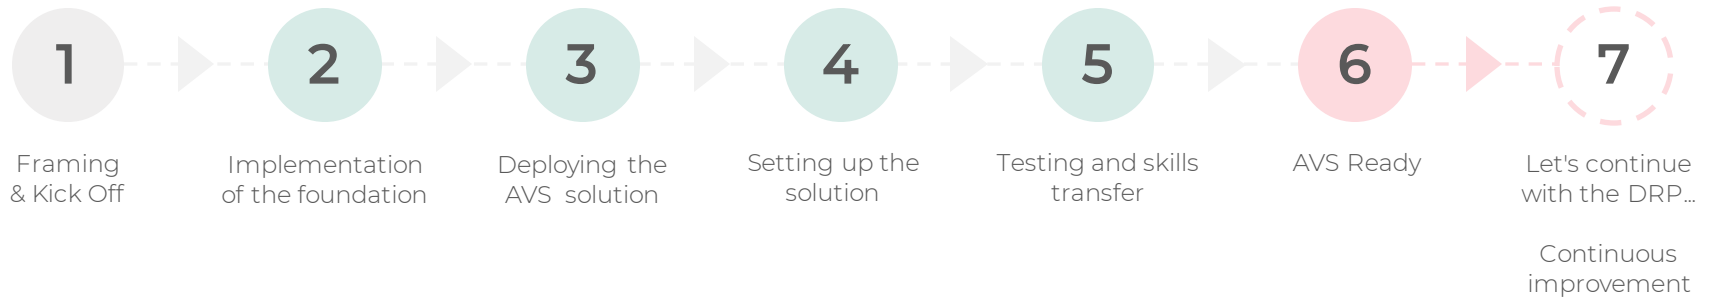 1
2
3
4
5
6
7
Framing
& Kick Off
Implementation
of the foundation
Deploying the
AVS solution
Setting up the
solution
Testing and skills
transfer
AVS Ready
Let's continue
with the DRP...
Continuous
improvement